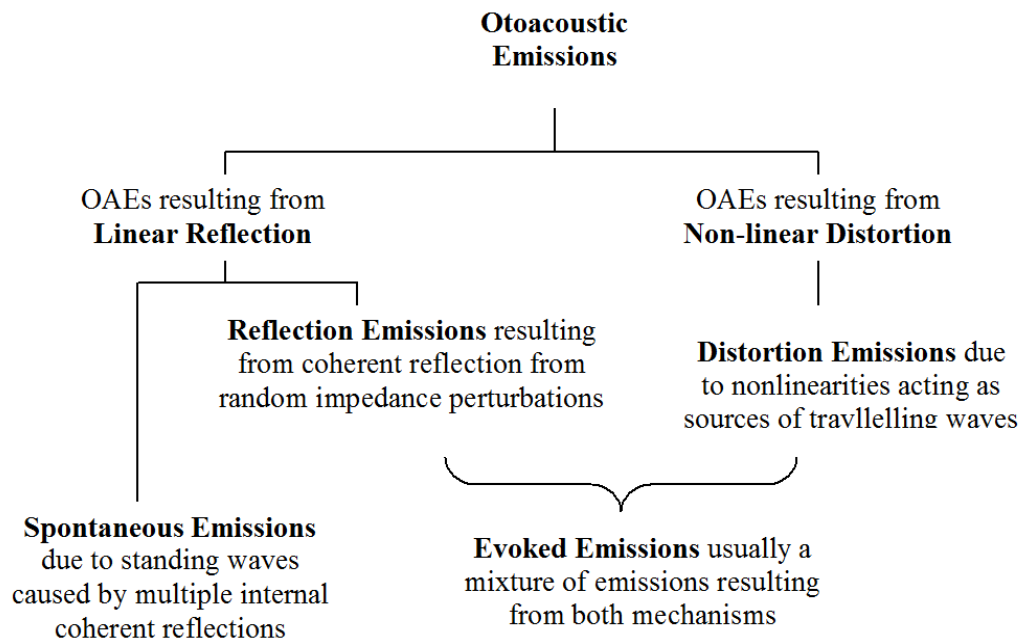 Otoacoustic
Emissions
OAEs resulting from
Linear Reflection
OAEs resulting from
Non-linear Distortion
Reflection Emissions resulting
from coherent reflection from
random impedance perturbations
Distortion Emissions due
to nonlinearities acting as
sources of travllelling waves
Spontaneous Emissions
due to standing waves
caused by multiple internal
coherent reflections
Evoked Emissions usually a
mixture of emissions resulting
from both mechanisms